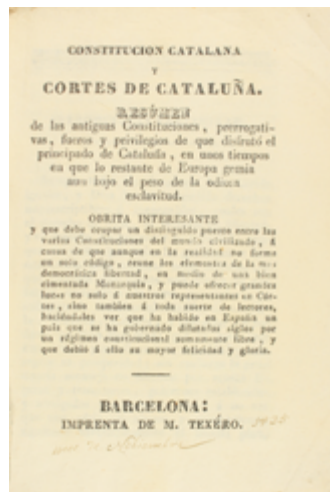 CONSTITUCION CATALANA
Y
CORTES DE CATALUÑA.
RESÚMEN
de las antiguas Constituciones, prerrogati-
vas, fueros y privilegios de que disfrutó el
principado de Cataluña, en unos tiempos
en que lo restante de Europa gemia
aun bajo el peso de la odiosa
esclavitud.
OBRITA INTERESANTE
y que debe ocupar un distinguido puesto entre las
varias Constituciones del mundo civilizado, á
causa de que aunque en la realidad no forma
un solo código, reune los elementos de la mas
democrática libertad, en medio de una bien
cimentada Monarquía, y puede ofrecer grandes
luces no solo á nuestros representantes en Cór-
tes, sino tambien á toda suerte de lectores,
haciéndoles ver que ha habido en España un
pais que se ha gobernado dilatados siglos por
un régimen constitucional sumamente libre, y
que debió á ello su mayor felicidad y gloria.
BARCELONA:
IMPRENTA DE M. TEXÉRO.